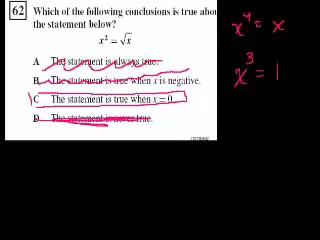 62 Which of the following conclusions is true abou
the statement below?
x² = √x
A The statement is always true.
B The statement is true when x is negative.
C The statement is true when x = 0.
D The statement is never true.
x⁴ = x
x³ = 1